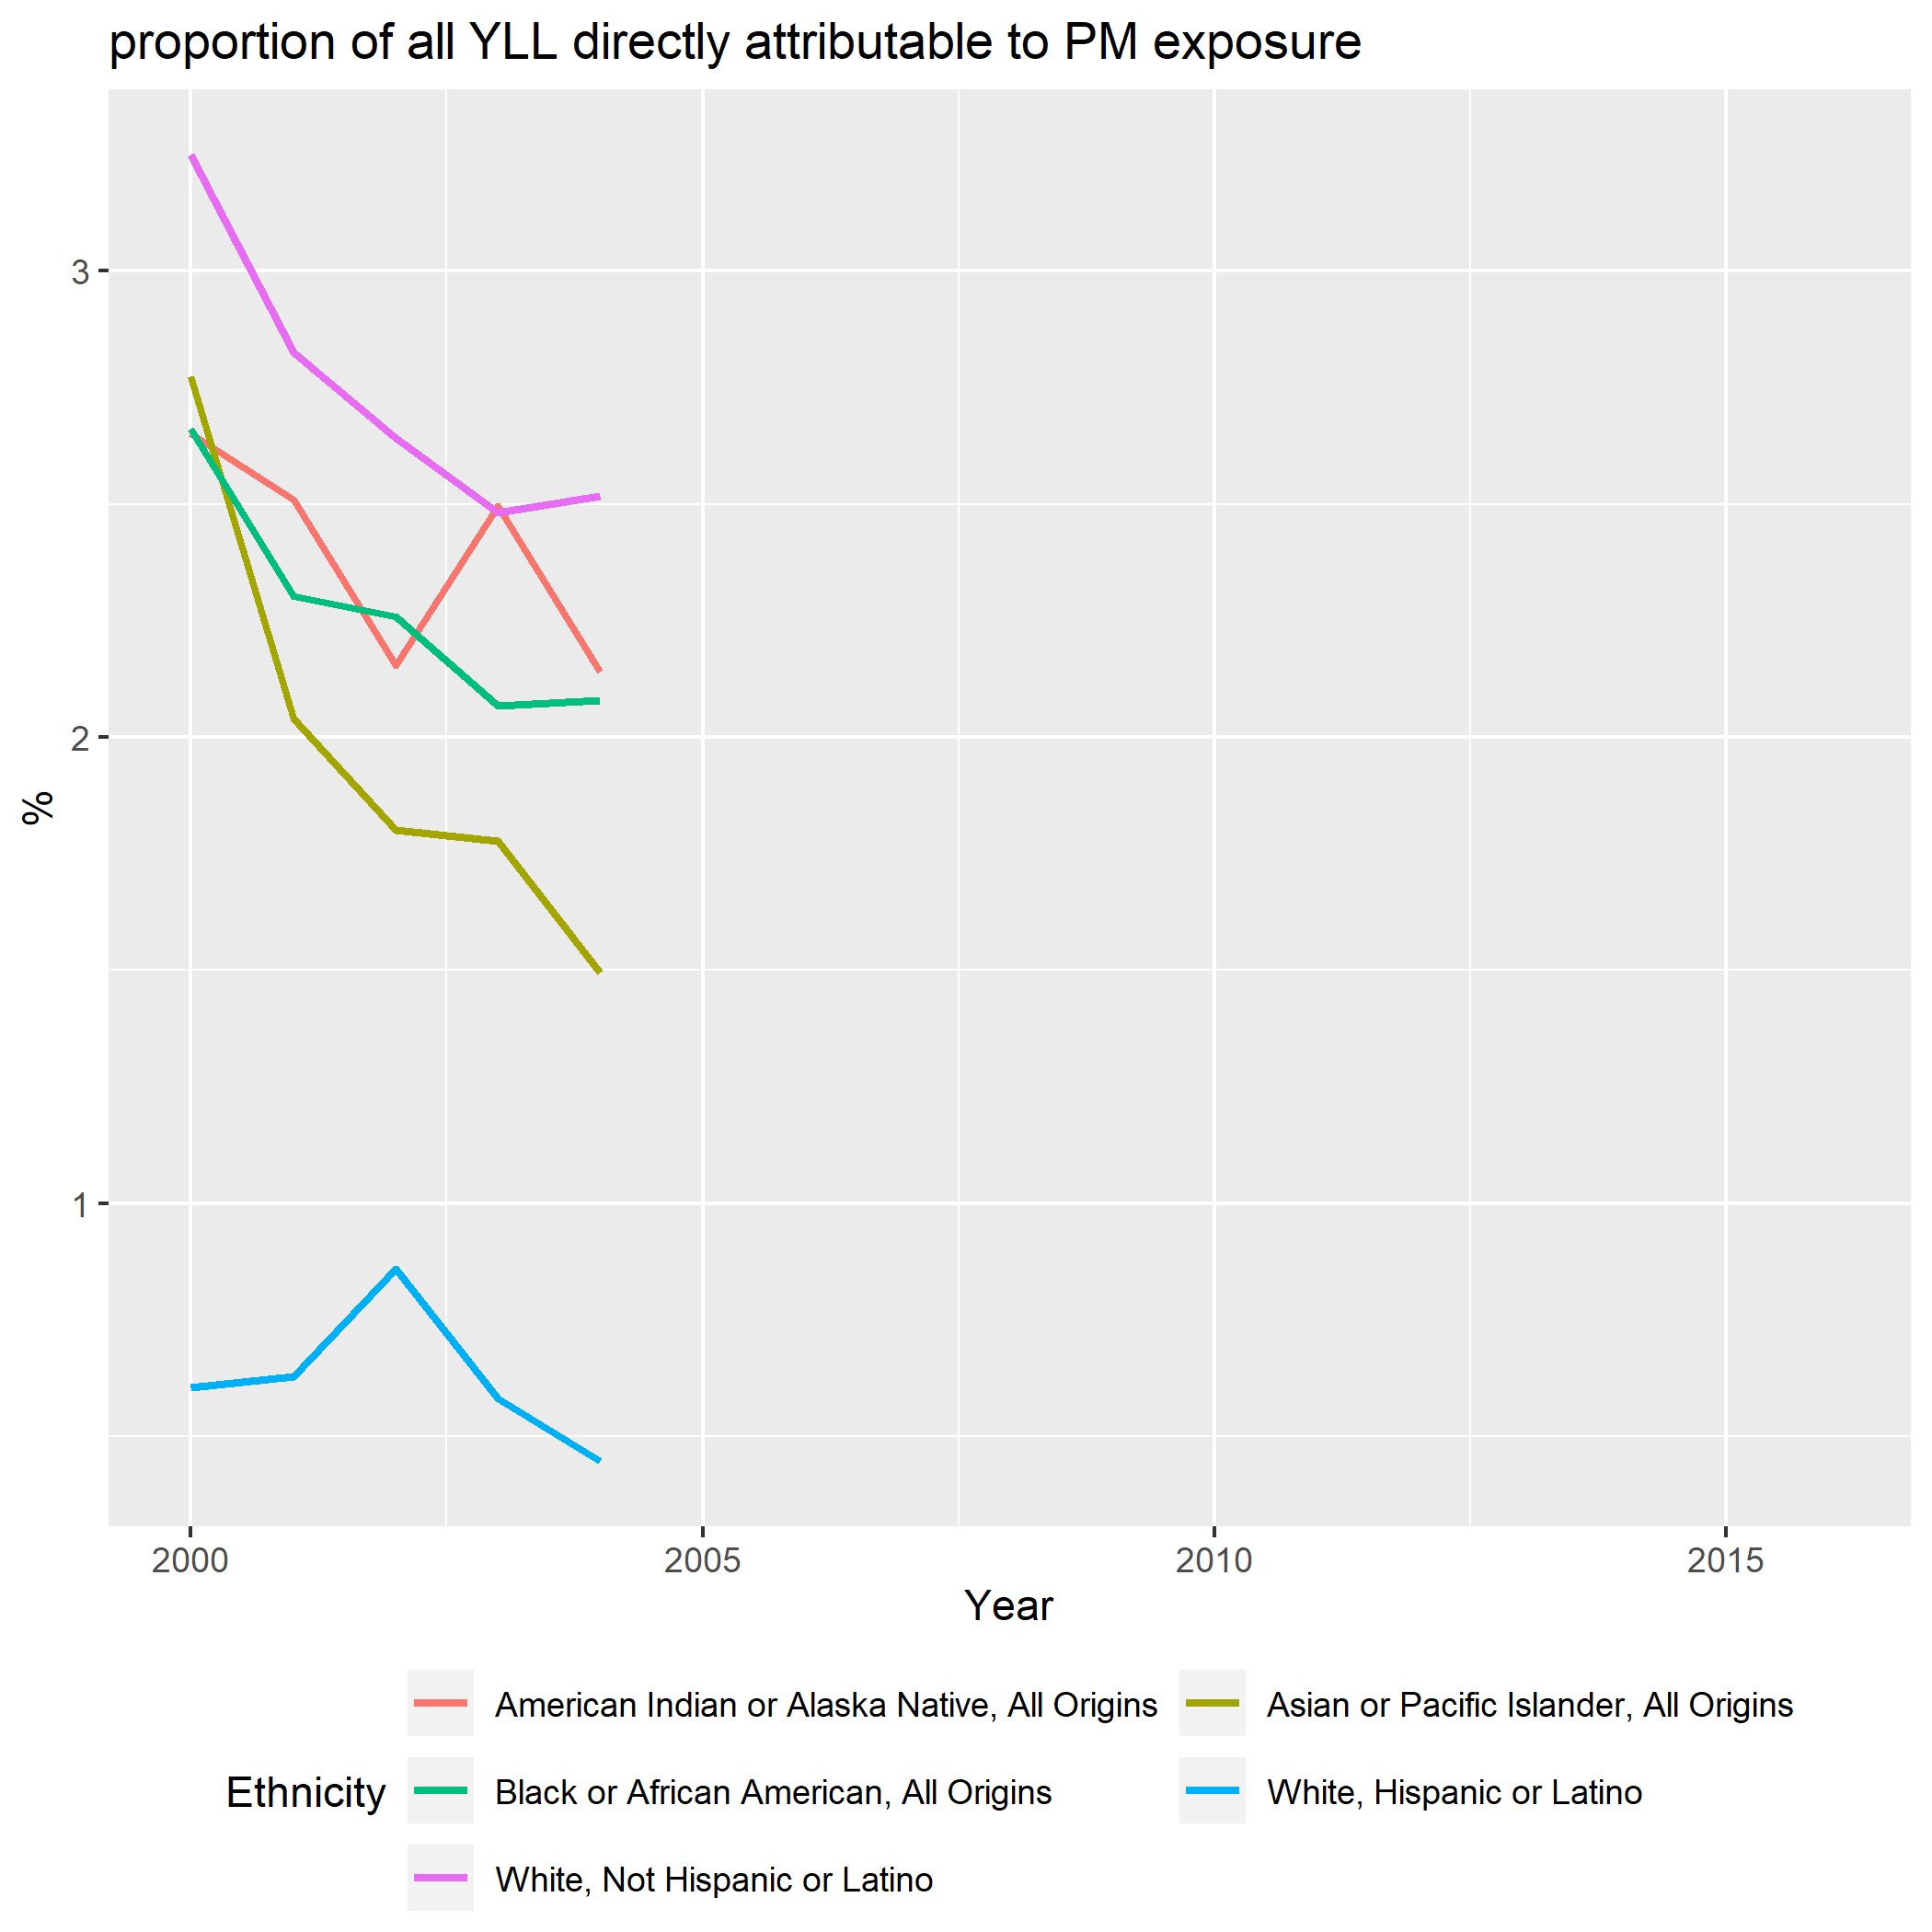 proportion of all YLL directly attributable to PM exposure
3
2
1
%
2000 2005 2010 2015
Year
Ethnicity
American Indian or Alaska Native, All Origins
Asian or Pacific Islander, All Origins
Black or African American, All Origins
White, Hispanic or Latino
White, Not Hispanic or Latino